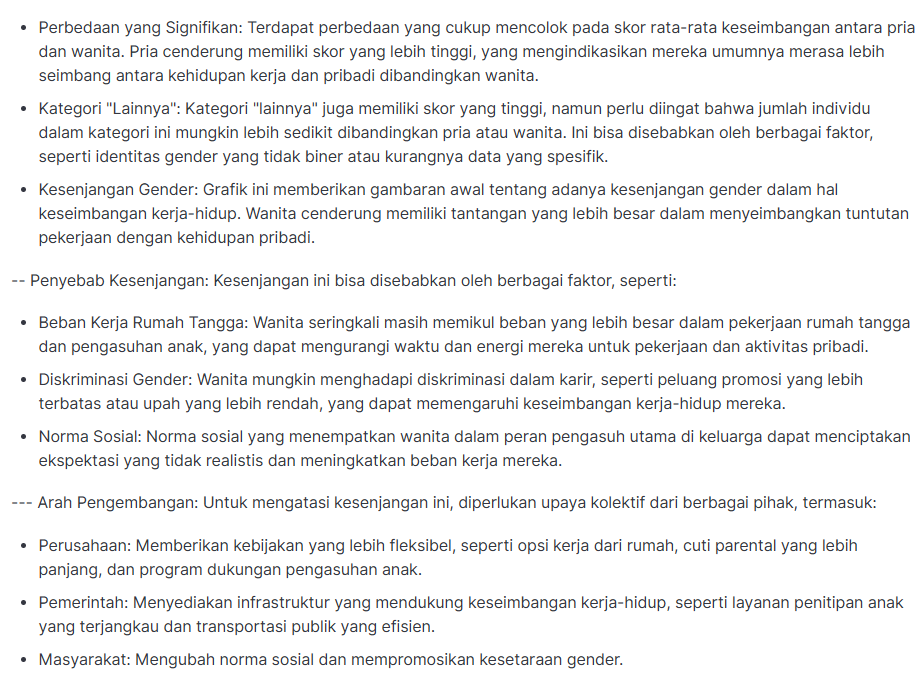 • Perbedaan yang Signifikan: Terdapat perbedaan yang cukup mencolok pada skor rata-rata keseimbangan antara pria
dan wanita. Pria cenderung memiliki skor yang lebih tinggi, yang mengindikasikan mereka umumnya merasa lebih
seimbang antara kehidupan kerja dan pribadi dibandingkan wanita.
• Kategori "Lainnya": Kategori "lainnya" juga memiliki skor yang tinggi, namun perlu diingat bahwa jumlah individu
dalam kategori ini mungkin lebih sedikit dibandingkan pria atau wanita. Ini bisa disebabkan oleh berbagai faktor,
seperti identitas gender yang tidak biner atau kurangnya data yang spesifik.
• Kesenjangan Gender: Grafik ini memberikan gambaran awal tentang adanya kesenjangan gender dalam hal
keseimbangan kerja-hidup. Wanita cenderung memiliki tantangan yang lebih besar dalam menyeimbangkan tuntutan
pekerjaan dengan kehidupan pribadi.
-- Penyebab Kesenjangan: Kesenjangan ini bisa disebabkan oleh berbagai faktor, seperti:
• Beban Kerja Rumah Tangga: Wanita seringkali masih memikul beban yang lebih besar dalam pekerjaan rumah tangga
dan pengasuhan anak, yang dapat mengurangi waktu dan energi mereka untuk pekerjaan dan aktivitas pribadi.
• Diskriminasi Gender: Wanita mungkin menghadapi diskriminasi dalam karir, seperti peluang promosi yang lebih
terbatas atau upah yang lebih rendah, yang dapat memengaruhi keseimbangan kerja-hidup mereka.
• Norma Sosial: Norma sosial yang menempatkan wanita dalam peran pengasuh utama di keluarga dapat menciptakan
ekspektasi yang tidak realistis dan meningkatkan beban kerja mereka.
--- Arah Pengembangan: Untuk mengatasi kesenjangan ini, diperlukan upaya kolektif dari berbagai pihak, termasuk:
• Perusahaan: Memberikan kebijakan yang lebih fleksibel, seperti opsi kerja dari rumah, cuti parental yang lebih
panjang, dan program dukungan pengasuhan anak.
• Pemerintah: Menyediakan infrastruktur yang mendukung keseimbangan kerja-hidup, seperti layanan penitipan anak
yang terjangkau dan transportasi publik yang efisien.
• Masyarakat: Mengubah norma sosial dan mempromosikan kesetaraan gender.